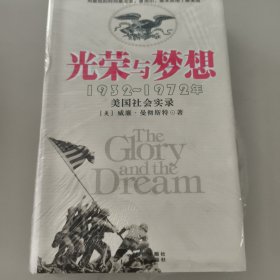 光荣与梦想
1932~1972年
美国社会实录
[美]威廉·曼彻斯特◎著
The
Glory
and the
Dream